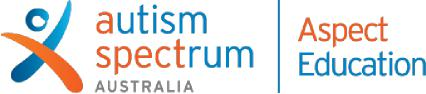 autism
spectrum
AUSTRALIA
Aspect
Education